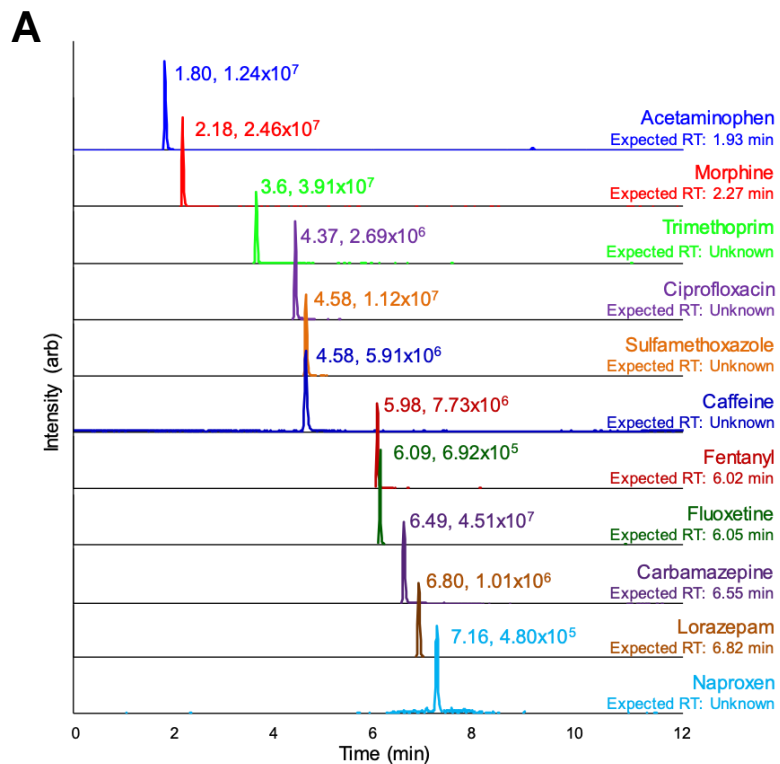 A
1.80, 1.24x10⁷
Acetaminophen
Expected RT: 1.93 min
2.18, 2.46x10⁷
Morphine
Expected RT: 2.27 min
3.6, 3.91x10⁷
Trimethoprim
Expected RT: Unknown
4.37, 2.69x10⁶
Ciprofloxacin
Expected RT: Unknown
4.58, 1.12x10⁷
Sulfamethoxazole
Expected RT: Unknown
4.58, 5.91x10⁶
Caffeine
Expected RT: Unknown
5.98, 7.73x10⁶
Fentanyl
Expected RT: 6.02 min
6.09, 6.92x10⁵
Fluoxetine
Expected RT: 6.05 min
6.49, 4.51x10⁷
Carbamazepine
Expected RT: 6.55 min
6.80, 1.01x10⁶
Lorazepam
Expected RT: 6.82 min
7.16, 4.80x10⁵
Naproxen
Expected RT: Unknown
Intensity (arb)
0 2 4 6 8 10 12
Time (min)